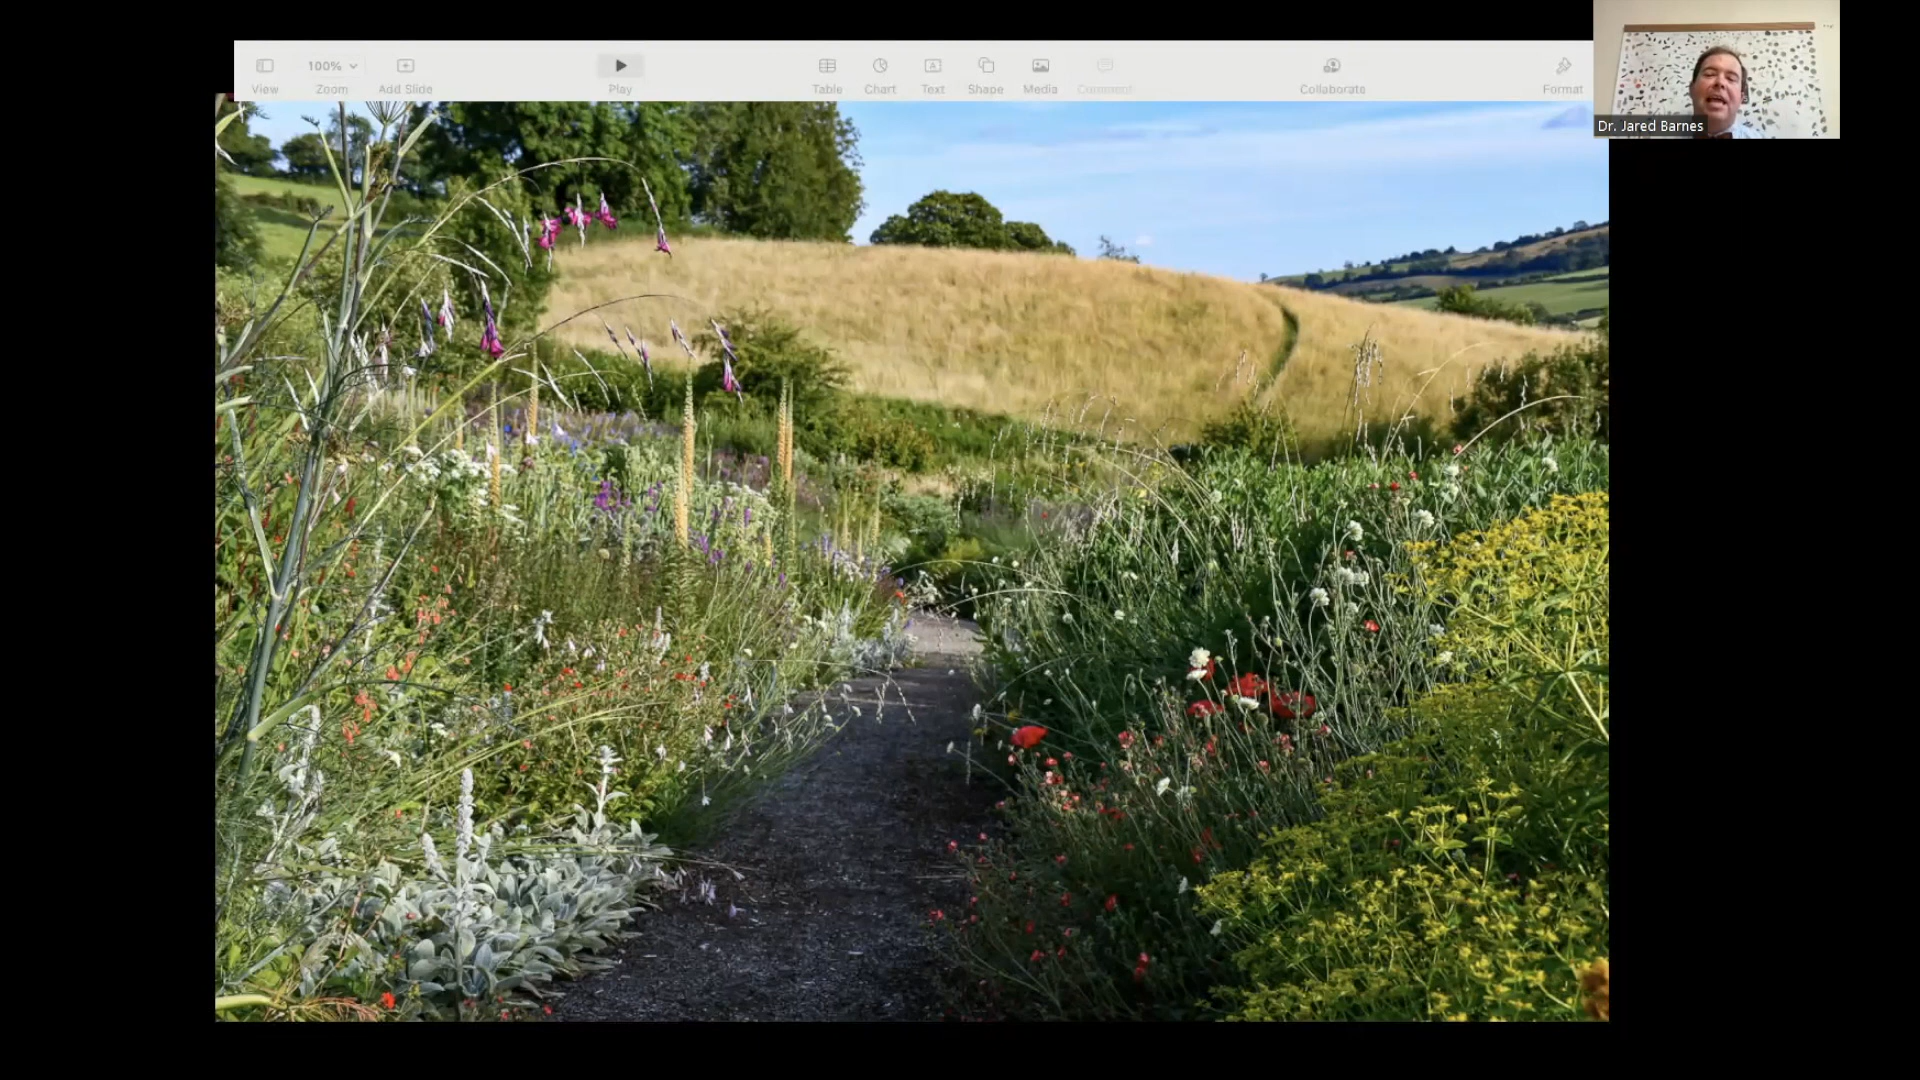 100%
View
Zoom
Add Slide
Play
Table
Chart
Text
Shape
Media
Comment
Collaborate
Format
Dr. Jared Barnes